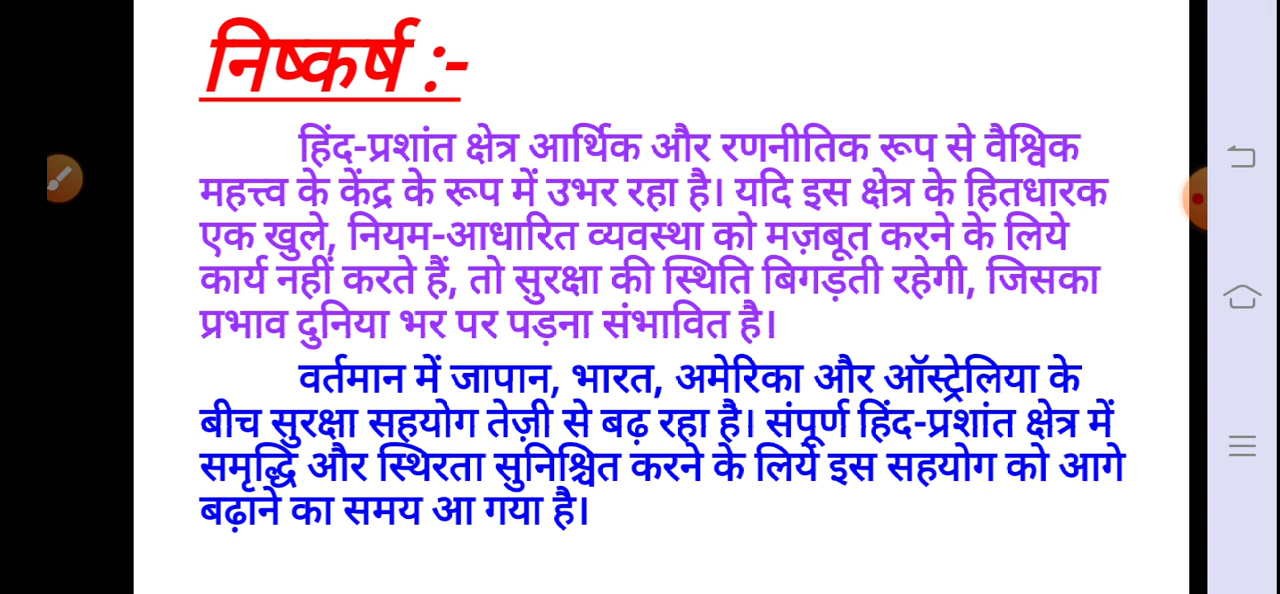 निष्कर्ष :-
हिंद-प्रशांत क्षेत्र आर्थिक और रणनीतिक रूप से वैश्विक
महत्त्व के केंद्र के रूप में उभर रहा है। यदि इस क्षेत्र के हितधारक
एक खुले, नियम-आधारित व्यवस्था को मज़बूत करने के लिये
कार्य नहीं करते हैं, तो सुरक्षा की स्थिति बिगड़ती रहेगी, जिसका
प्रभाव दुनिया भर पर पड़ना संभावित है।
वर्तमान में जापान, भारत, अमेरिका और ऑस्ट्रेलिया के
बीच सुरक्षा सहयोग तेज़ी से बढ़ रहा है। संपूर्ण हिंद-प्रशांत क्षेत्र में
समृद्धि और स्थिरता सुनिश्चित करने के लिये इस सहयोग को आगे
बढ़ाने का समय आ गया है।